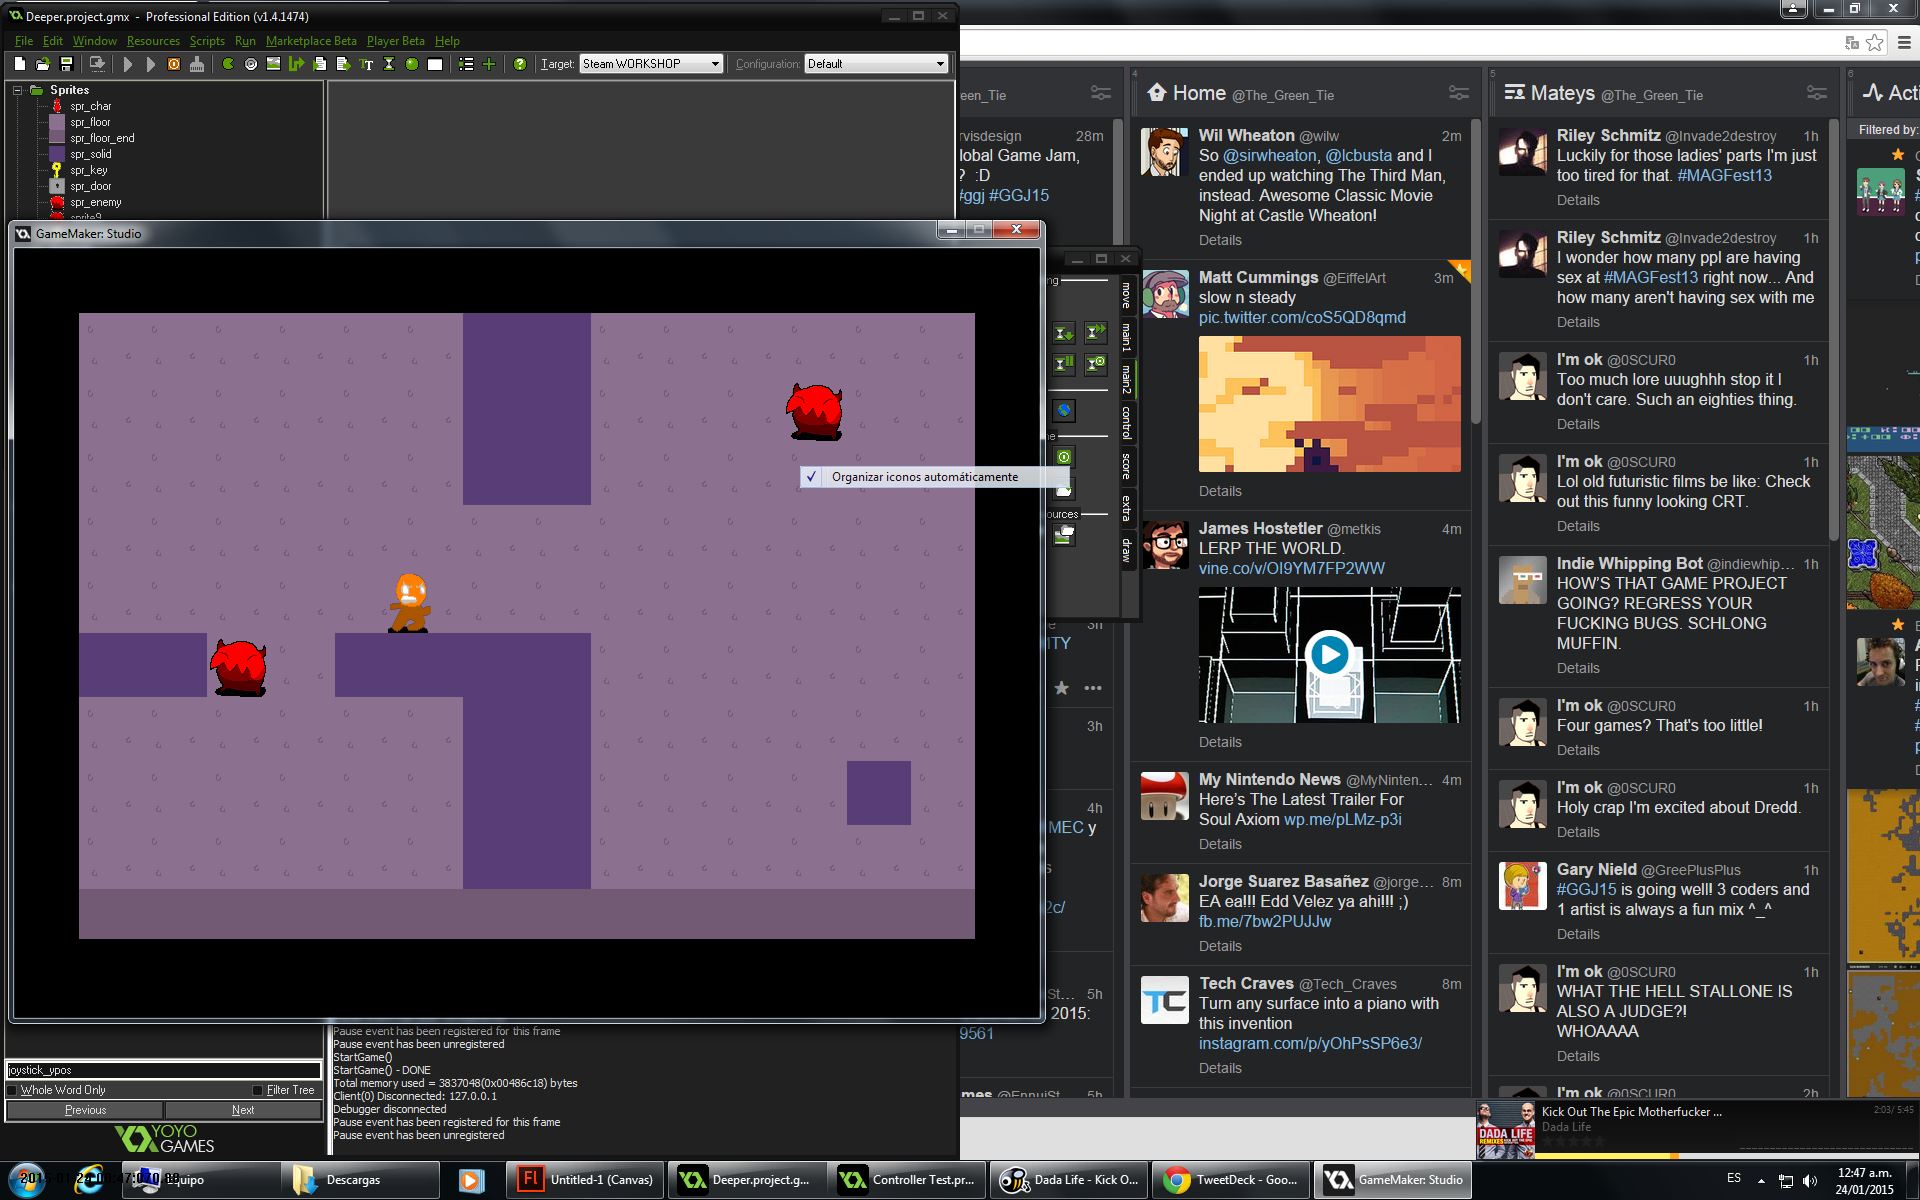 Deeper.project.gmx - Professional Edition (v1.4.1474)
File Edit Window Resources Scripts Run Marketplace Beta Player Beta Help
Target: Steam WORKSHOP Configuration: Default
Sprites
spr_char
spr_floor
spr_floor_end
spr_solid
spr_key
spr_door
spr_enemy
sprite9
GameMaker: Studio
Organizar iconos automáticamente
move
main1
main2
control
score
extra
draw
Pause event has been registered for this frame
Pause event has been unregistered
StartGame()
StartGame() - DONE
Total memory used = 3837048(0x00486c18) bytes
Client(0) Disconnected: 127.0.0.1
Debugger disconnected
Pause event has been registered for this frame
Pause event has been unregistered
joystick_ypos
Whole Word Only Filter Tree
Previous Next
YOYO
GAMES
een_Tie
rvisdesign 28m
lobal Game Jam,
? :D
#ggj #GGJ15
3h
ITY
3h
4h
MEC y
2c/
St... 5h
2015:
9561
mes @EnnuiSt... 5h
4
Home @The_Green_Tie
Wil Wheaton @wilw 2m
So @sirwheaton, @lcbusta and I
ended up watching The Third Man,
instead. Awesome Classic Movie
Night at Castle Wheaton!
Details
Matt Cummings @EiffelArt 3m
slow n steady
pic.twitter.com/coS5QD8qmd
Details
James Hostetler @metkis 4m
LERP THE WORLD.
vine.co/v/OI9YM7FP2WW
Details
My Nintendo News @MyNinten... 4m
Here's The Latest Trailer For
Soul Axiom wp.me/pLMz-p3i
Details
Jorge Suarez Basañez @jorge... 8m
EA ea!!! Edd Velez ya ahi!!! ;)
fb.me/7bw2PUJJw
Details
Tech Craves @Tech_Craves 8m
Turn any surface into a piano with
this invention
instagram.com/p/yOhPsSP6e3/
Details
5
Mateys @The_Green_Tie
Riley Schmitz @Invade2destroy 1h
Luckily for those ladies' parts I'm just
too tired for that. #MAGFest13
Details
Riley Schmitz @Invade2destroy 1h
I wonder how many ppl are having
sex at #MAGFest13 right now... And
how many aren't having sex with me
Details
I'm ok @0SCUR0 1h
Too much lore uuughhh stop it I
don't care. Such an eighties thing.
Details
I'm ok @0SCUR0 1h
Lol old futuristic films be like: Check
out this funny looking CRT.
Details
Indie Whipping Bot @indiewhip... 1h
HOW'S THAT GAME PROJECT
GOING? REGRESS YOUR
FUCKING BUGS. SCHLONG
MUFFIN.
Details
I'm ok @0SCUR0 1h
Four games? That's too little!
Details
I'm ok @0SCUR0 1h
Holy crap I'm excited about Dredd.
Details
Gary Nield @GreePlusPlus 1h
#GGJ15 is going well! 3 coders and
1 artist is always a fun mix ^_^
Details
I'm ok @0SCUR0 1h
WHAT THE HELL STALLONE IS
ALSO A JUDGE?!
WHOAAAA
Details
I'm ok @0SCUR0 2h
6
Acti
Filtered by:
Kick Out The Epic Motherfucker ...
Dada Life
2:03/ 5:45
DADA LIFE
Equipo
Descargas
Untitled-1 (Canvas)
Deeper.project.g...
Controller Test.pr...
Dada Life - Kick O...
TweetDeck - Goo...
GameMaker: Studio
ES
12:47 a.m.
24/01/2015